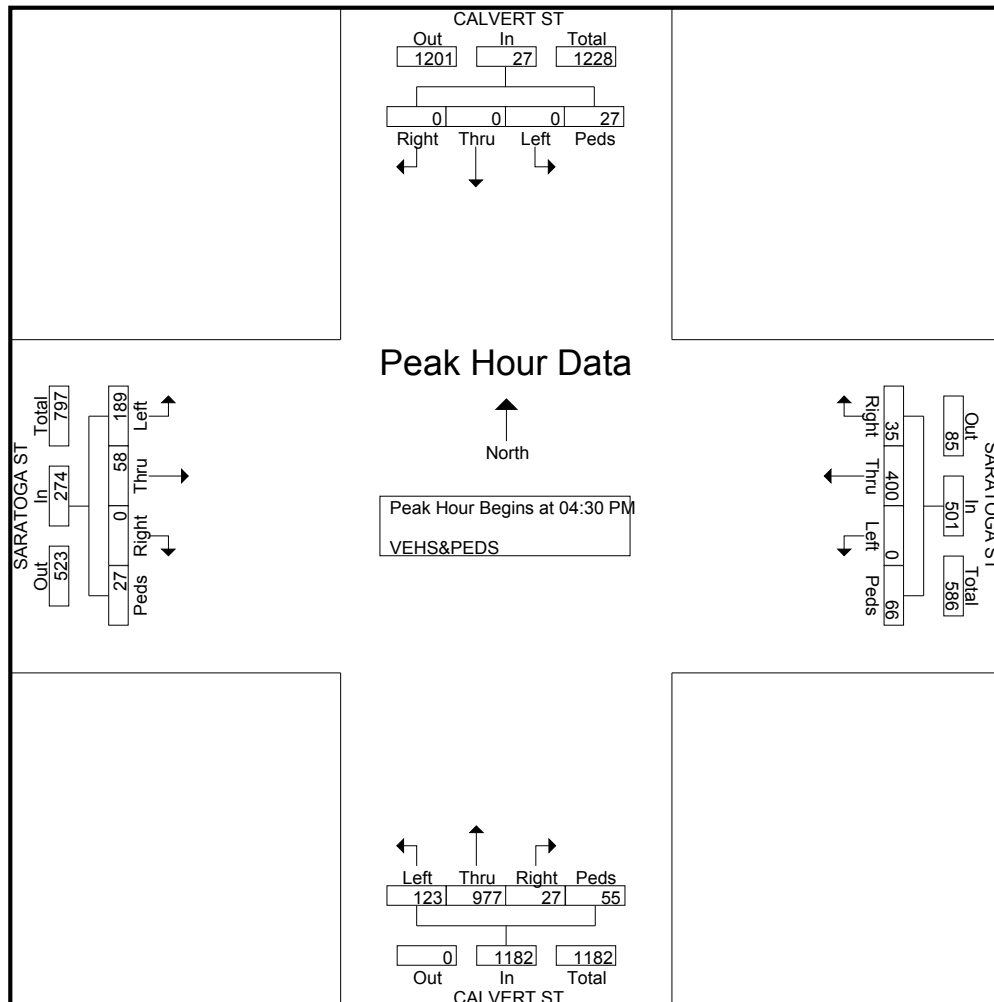 CALVERT ST
Out In Total
1201 27 1228
0 0 0 27
Right Thru Left Peds
Peak Hour Data
North
Peak Hour Begins at 04:30 PM
VEHS&PEDS
SARATOGA ST
Out In Total
523 274 797
189 58 0 27
Left Thru Right Peds
Right Thru Left Peds
35 400 0 66
Out In Total
85 501 586
SARATOGA ST
Left Thru Right Peds
123 977 27 55
0 1182 1182
Out In Total
CALVERT ST